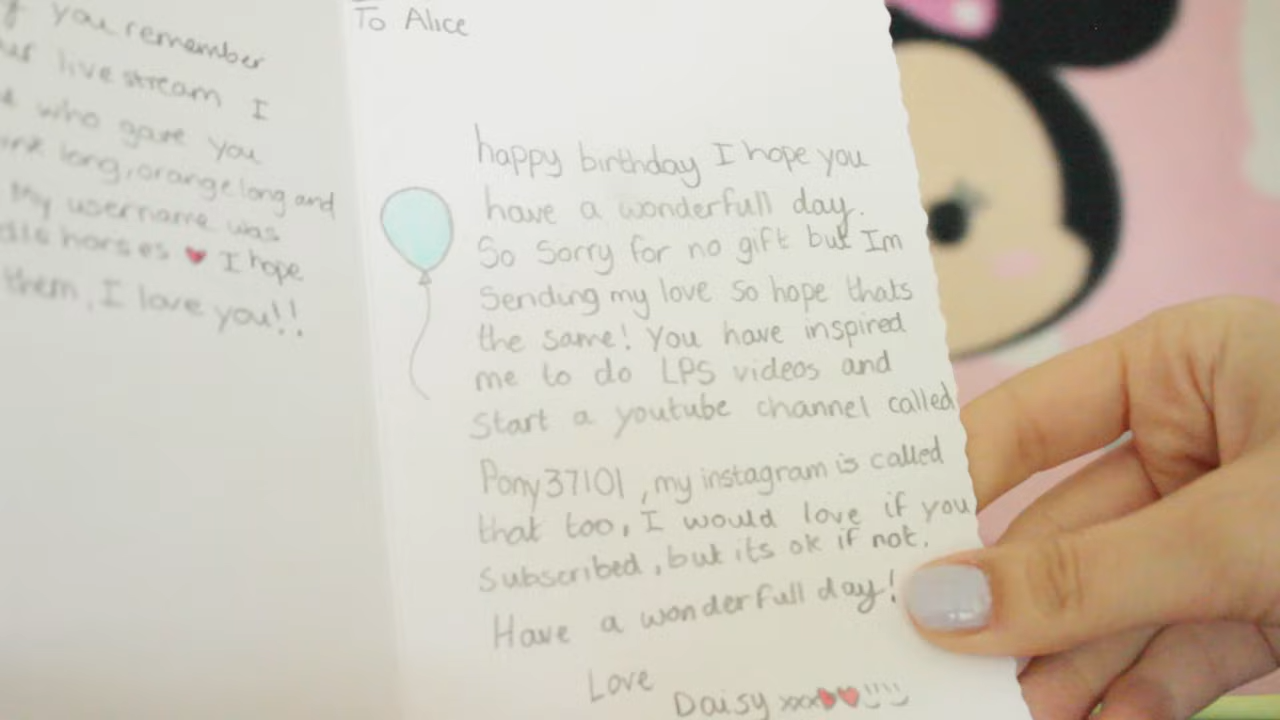 you remember
live stream I
who gave you
long, orange long and
My username was
horses ♥ I hope
them, I love you!!
To Alice
happy birthday I hope you
have a wonderfull day.
So Sorry for no gift but Im
Sending my love so hope thats
the same! You have inspired
me to do LPS videos and
Start a youtube channel called
Pony37101, my instagram is called
that too, I would love if you
Subscribed, but its ok if not.
Have a wonderfull day!
Love
Daisy xxx♥♥